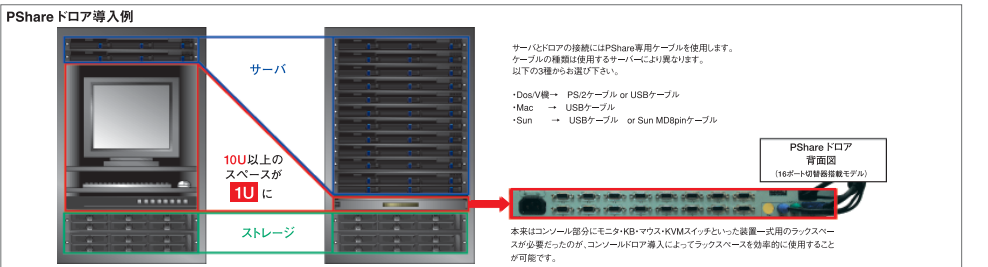 PShare ドロア導入例
サーバ
10U以上の
スペースが
1U に
ストレージ
サーバとドロアの接続にはPShare専用ケーブルを使用します。
ケーブルの種類は使用するサーバーにより異なります。
以下の3種からお選び下さい。
・Dos/V機→ PS/2ケーブル or USBケーブル
・Mac → USBケーブル
・Sun → USBケーブル or Sun MD8pinケーブル
PShare ドロア
背面図
(16ポート切替器搭載モデル)
本来はコンソール部分にモニタ・KB・マウス・KVMスイッチといった装置一式用のラックスペー
スが必要だったのが、コンソールドロア導入によってラックスペースを効率的に使用すること
が可能です。